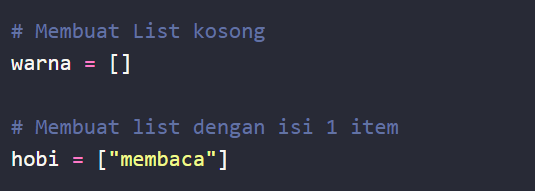 # Membuat List kosong
warna = []
# Membuat list dengan isi 1 item
hobi = ["membaca"]